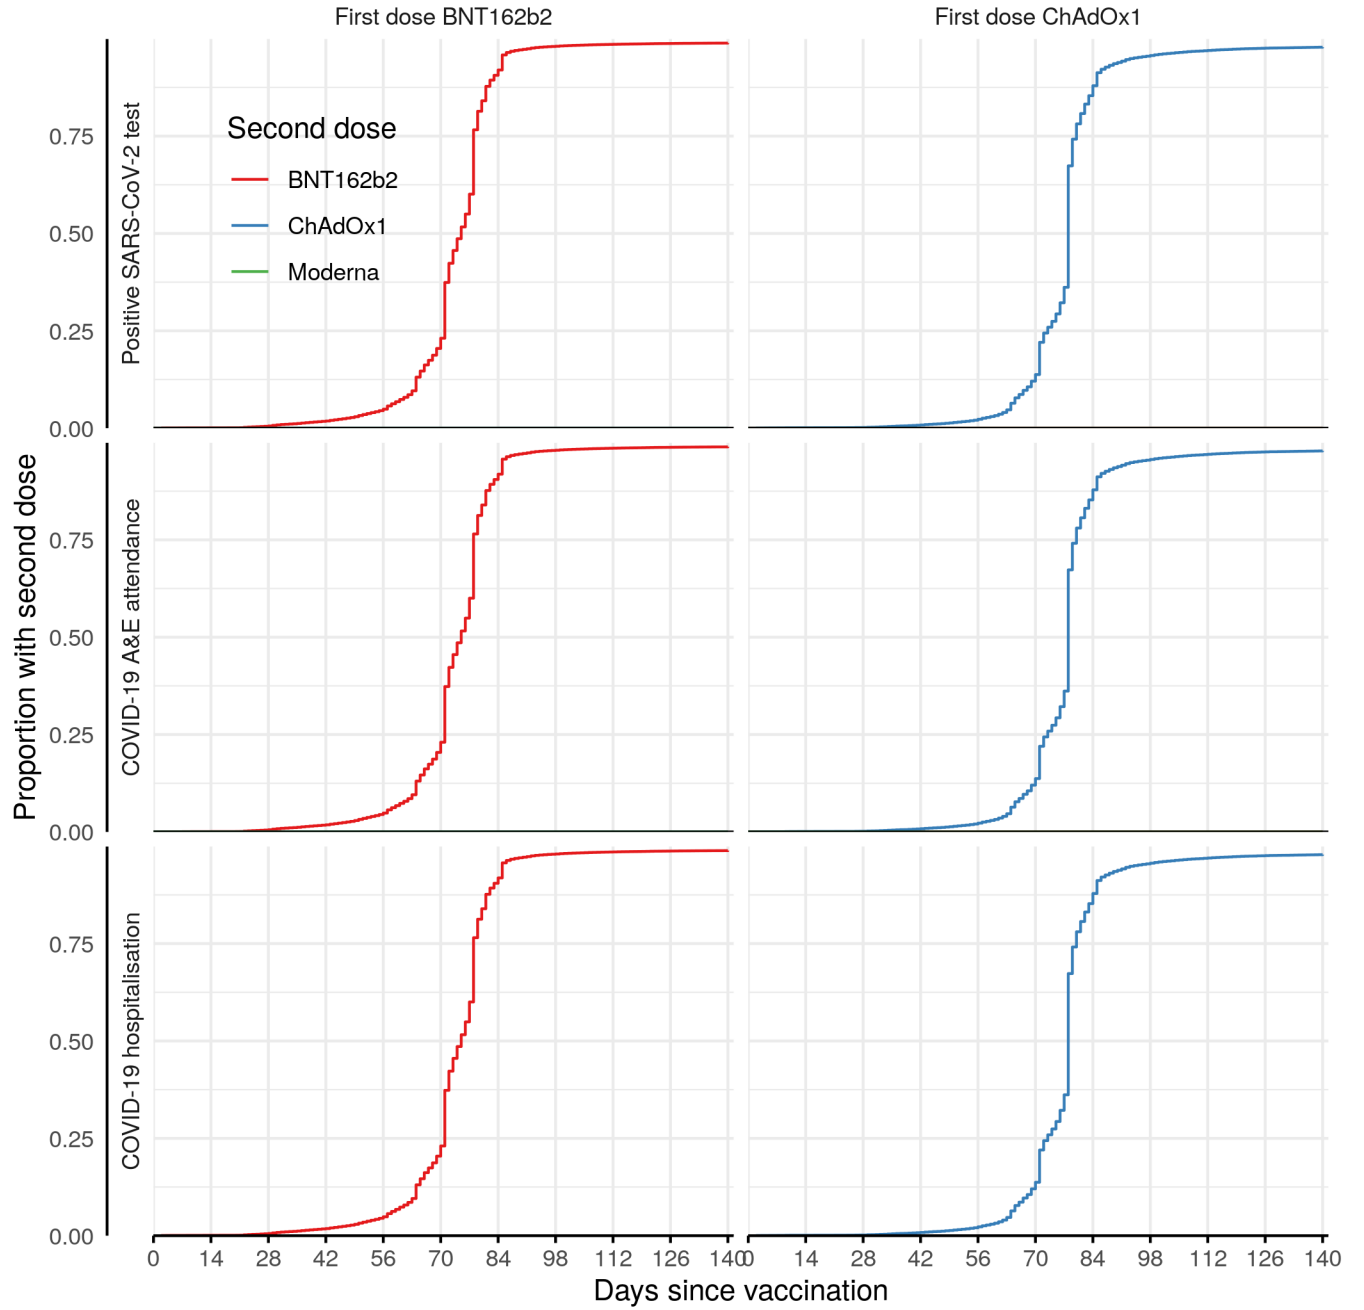 First dose BNT162b2
First dose ChAdOx1
Proportion with second dose
Positive SARS-CoV-2 test
0.75
0.50
0.25
0.00
Second dose
BNT162b2
ChAdOx1
Moderna
COVID-19 A&E attendance
0.75
0.50
0.25
0.00
COVID-19 hospitalisation
0.75
0.50
0.25
0.00
0 14 28 42 56 70 84 98 112 126 140
0 14 28 42 56 70 84 98 112 126 140
Days since vaccination